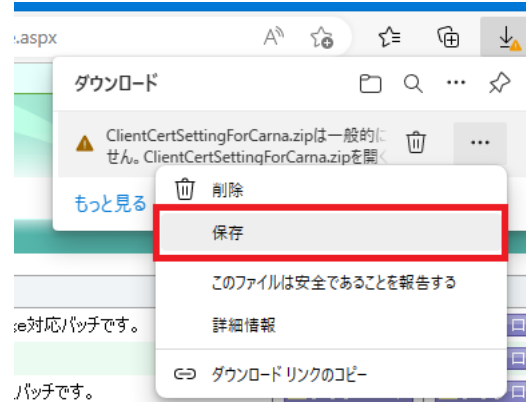 .aspx
ダウンロード
ClientCertSettingForCarna.zipは一般的に
せん。ClientCertSettingForCarna.zipを開く
もっと見る
削除
保存
このファイルは安全であることを報告する
詳細情報
ダウンロード リンクのコピー
ge対応パッチです。
パッチです。